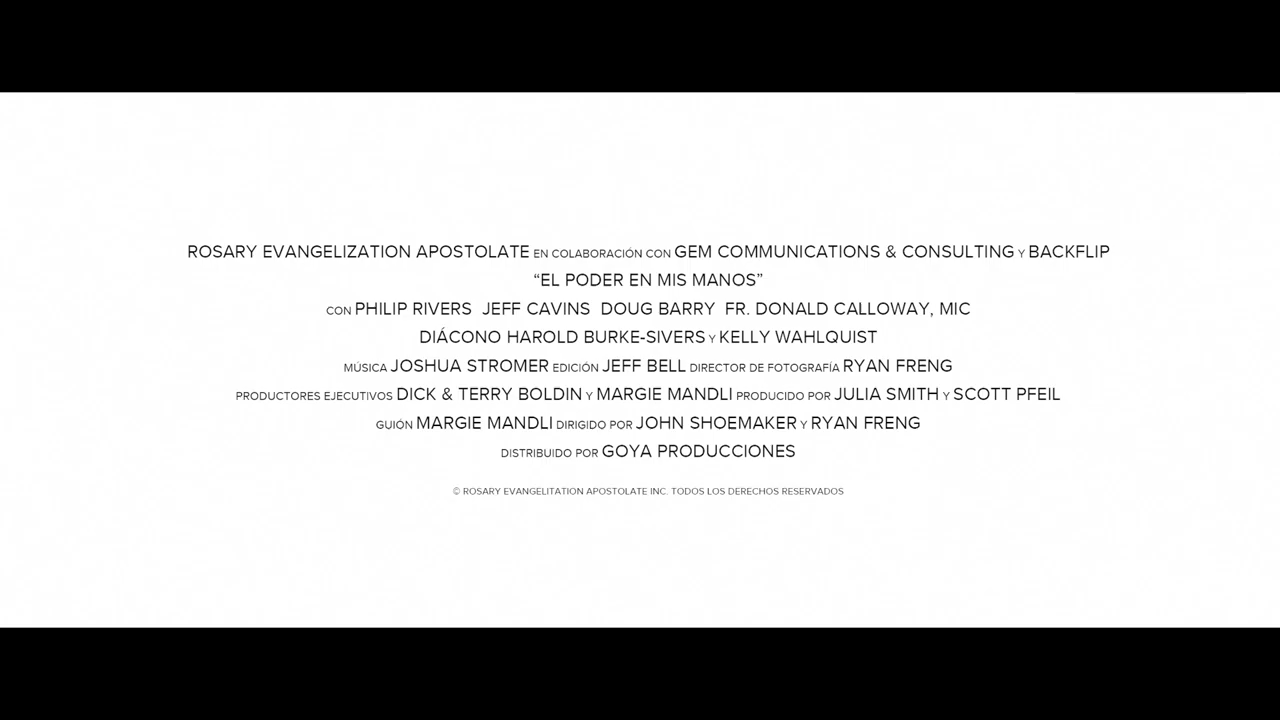 ROSARY EVANGELIZATION APOSTOLATE EN COLABORACIÓN CON GEM COMMUNICATIONS & CONSULTING Y BACKFLIP
“EL PODER EN MIS MANOS”
CON PHILIP RIVERS JEFF CAVINS DOUG BARRY FR. DONALD CALLOWAY, MIC
DIÁCONO HAROLD BURKE-SIVERS Y KELLY WAHLQUIST
MÚSICA JOSHUA STROMER EDICIÓN JEFF BELL DIRECTOR DE FOTOGRAFÍA RYAN FRENG
PRODUCTORES EJECUTIVOS DICK & TERRY BOLDIN Y MARGIE MANDLI PRODUCIDO POR JULIA SMITH Y SCOTT PFEIL
GUIÓN MARGIE MANDLI DIRIGIDO POR JOHN SHOEMAKER Y RYAN FRENG
DISTRIBUIDO POR GOYA PRODUCCIONES
© ROSARY EVANGELITATION APOSTOLATE INC. TODOS LOS DERECHOS RESERVADOS